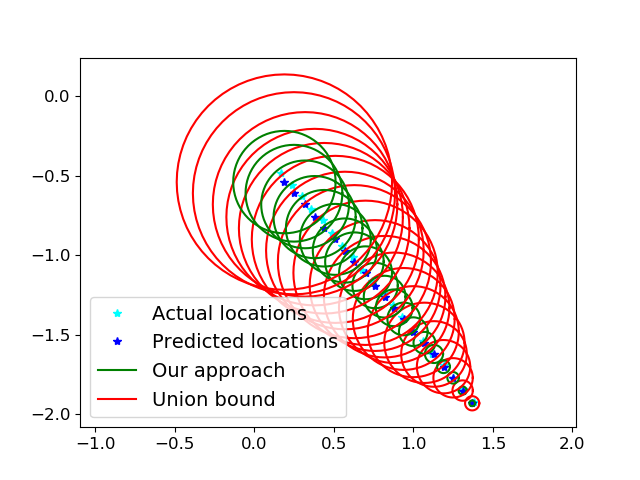 0.0
−0.5
−1.0
−1.5
−2.0
Actual locations
Predicted locations
Our approach
Union bound
−1.0 −0.5 0.0 0.5 1.0 1.5 2.0